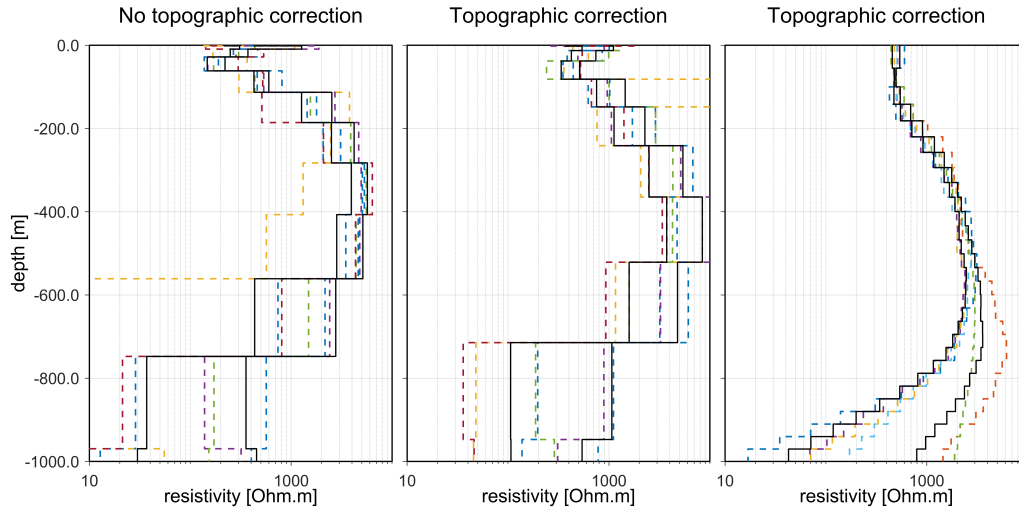 No topographic correction
Topographic correction
Topographic correction
0.0
-200.0
-400.0
-600.0
-800.0
-1000.0
depth [m]
10
1000
10
1000
10
1000
resistivity [Ohm.m]
resistivity [Ohm.m]
resistivity [Ohm.m]